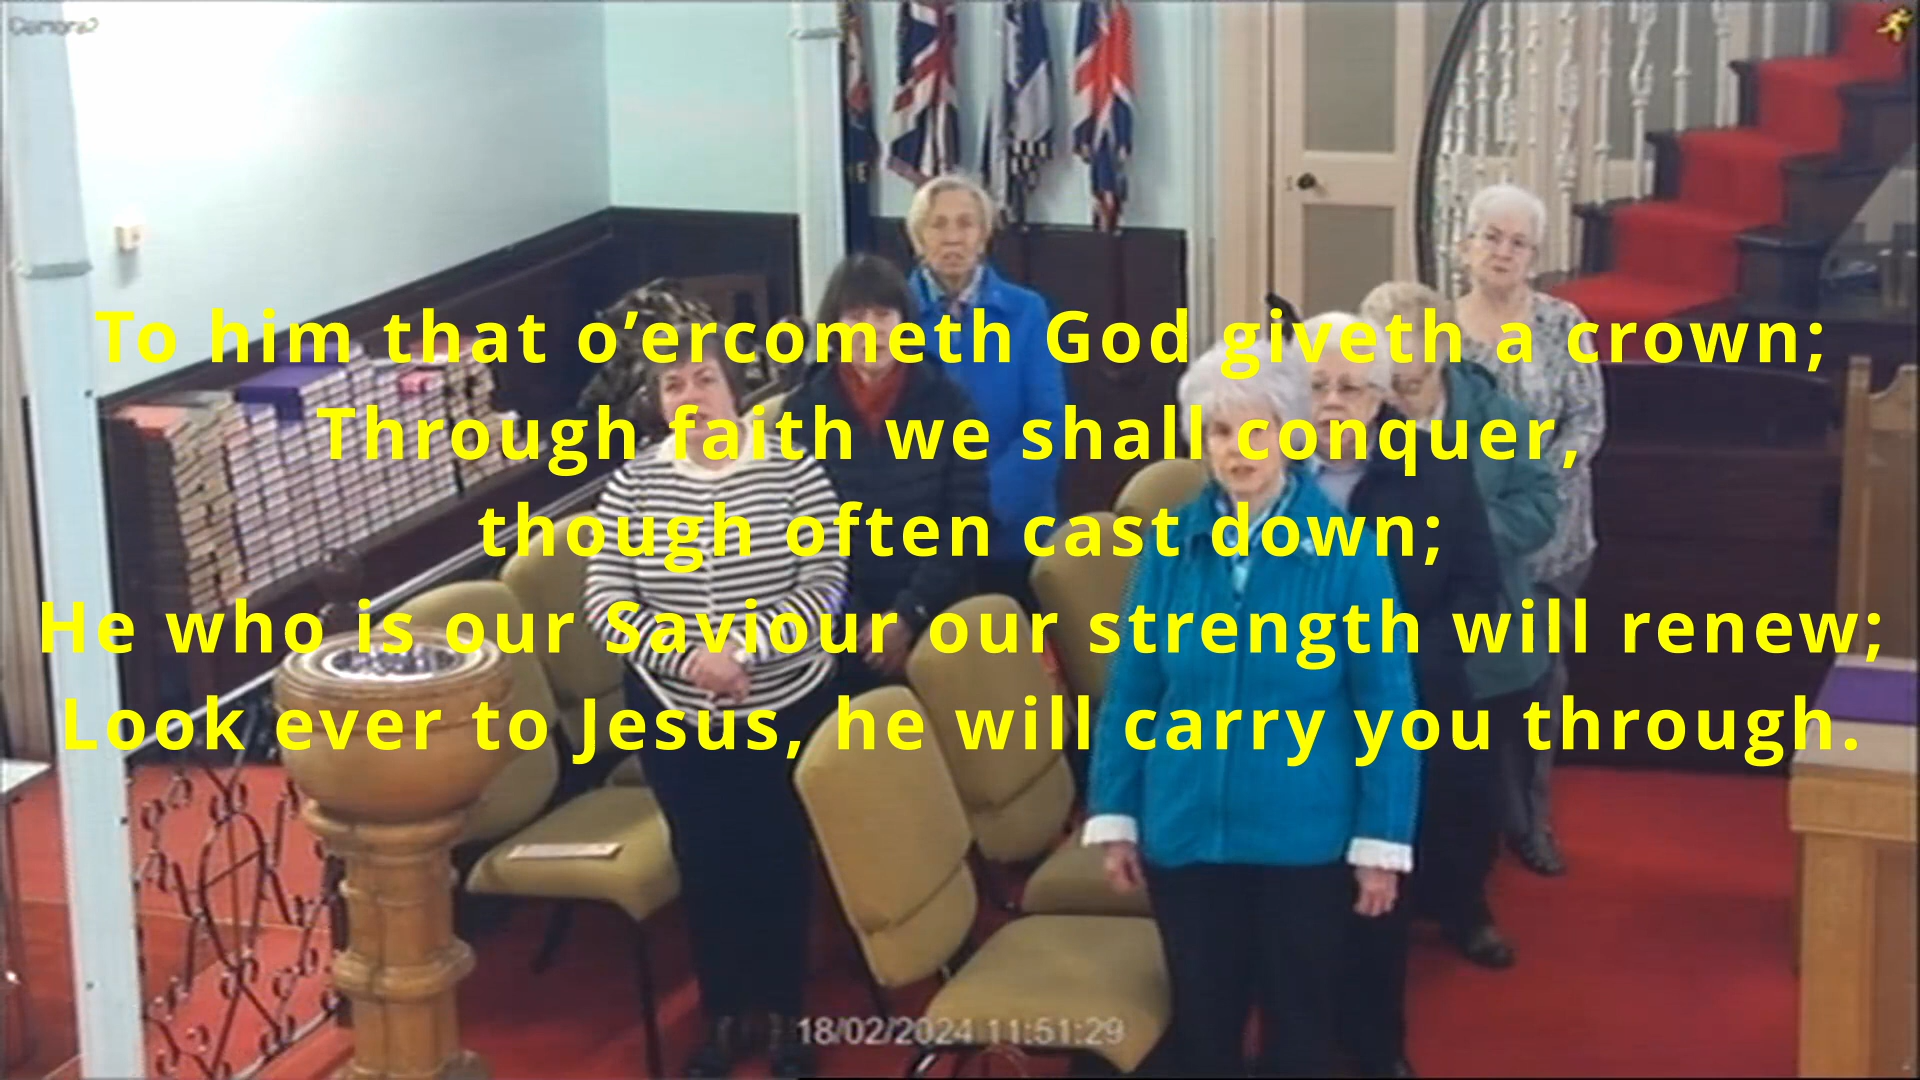 Camera2
To him that o’ercometh God giveth a crown;
Through faith we shall conquer,
though often cast down;
He who is our Saviour our strength will renew;
Look ever to Jesus, he will carry you through.
18/02/2024 11:51:29